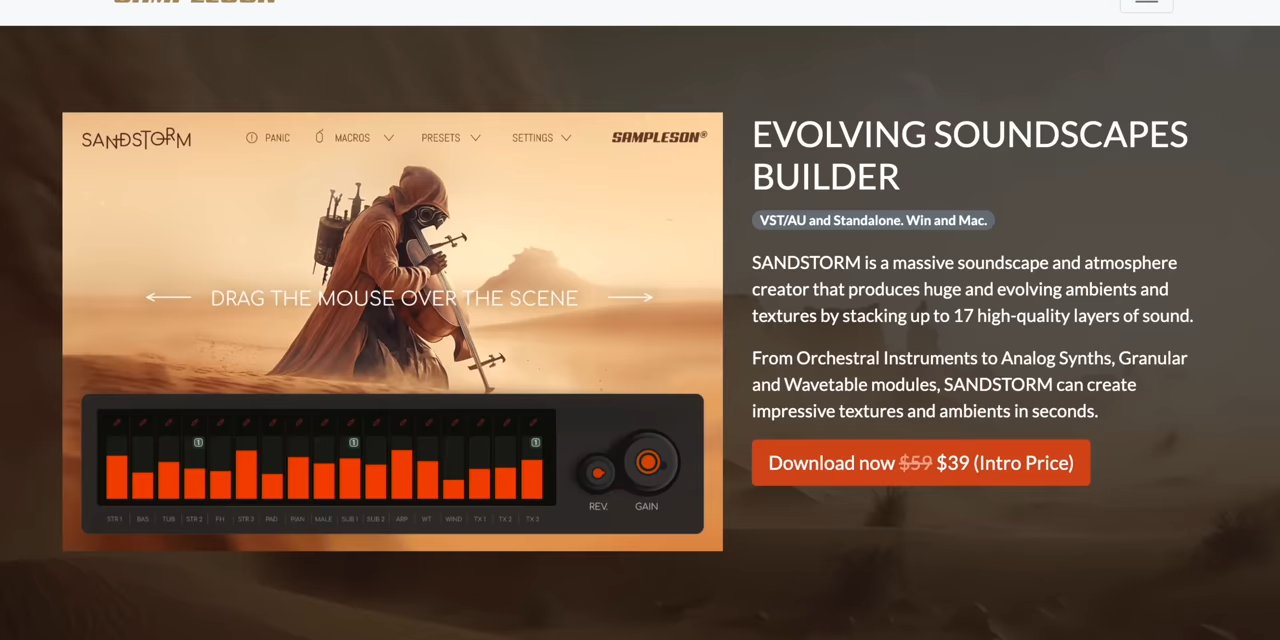 SAMPLESON
SANDSTORM
PANIC
MACROS
PRESETS
SETTINGS
SAMPLESON®
DRAG THE MOUSE OVER THE SCENE
1
1
1
STR 1 BAS TUB STR 2 FH STR 3 PAD PIAN MALE SUB 1 SUB 2 ARP WT WIND TX 1 TX 2 TX 3
REV.
GAIN
EVOLVING SOUNDSCAPES
BUILDER
VST/AU and Standalone. Win and Mac.
SANDSTORM is a massive soundscape and atmosphere
creator that produces huge and evolving ambients and
textures by stacking up to 17 high-quality layers of sound.
From Orchestral Instruments to Analog Synths, Granular
and Wavetable modules, SANDSTORM can create
impressive textures and ambients in seconds.
Download now $59 $39 (Intro Price)